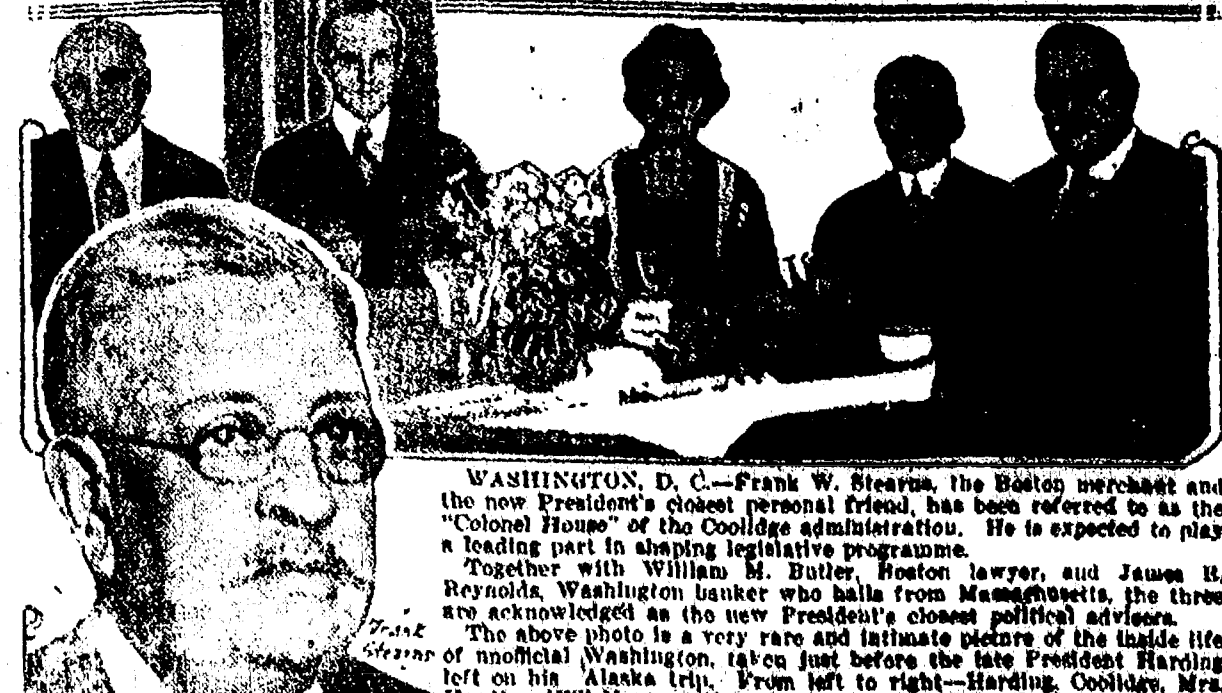 Frank
Stearns
WASHINGTON, D. C.—Frank W. Stearns, the Boston merchant and
the new President's closest personal friend, has been referred to as the
"Colonel House" of the Coolidge administration. He is expected to play
a leading part in shaping legislative programme.
Together with William M. Butler, Boston lawyer, and James R.
Reynolds, Washington banker who hails from Massachusetts, the three
are acknowledged as the new President's closest political advisors.
The above photo is a very rare and intimate picture of the inside life
of unofficial Washington, taken just before the late President Harding
left on his Alaska trip. From left to right—Harding, Coolidge, Mrs.